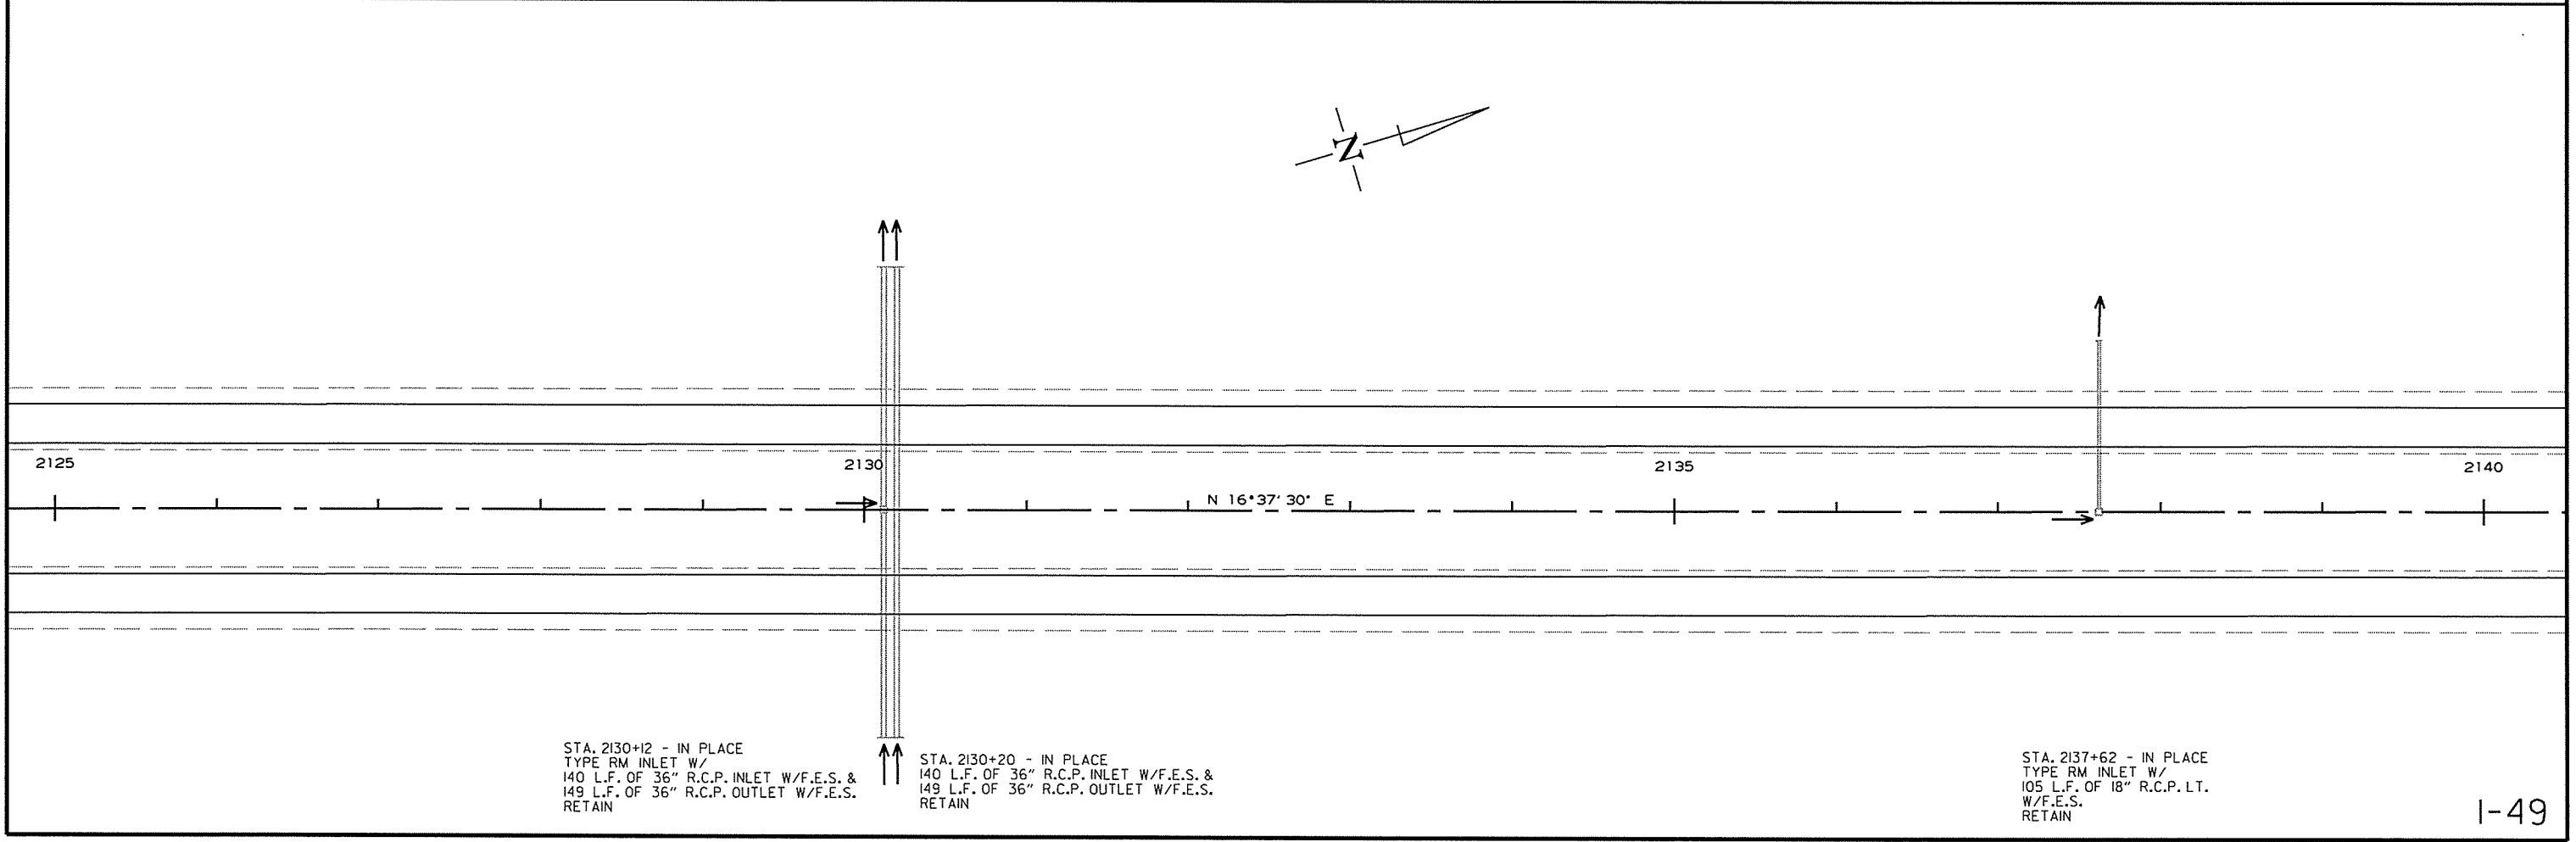 N
2125
2130
2135
2140
N 16°37'30" E
STA. 2130+12 - IN PLACE
TYPE RM INLET W/
140 L.F. OF 36" R.C.P. INLET W/F.E.S. &
149 L.F. OF 36" R.C.P. OUTLET W/F.E.S.
RETAIN
STA. 2130+20 - IN PLACE
140 L.F. OF 36" R.C.P. INLET W/F.E.S. &
149 L.F. OF 36" R.C.P. OUTLET W/F.E.S.
RETAIN
STA. 2137+62 - IN PLACE
TYPE RM INLET W/
105 L.F. OF 18" R.C.P. LT.
W/F.E.S.
RETAIN
I-49